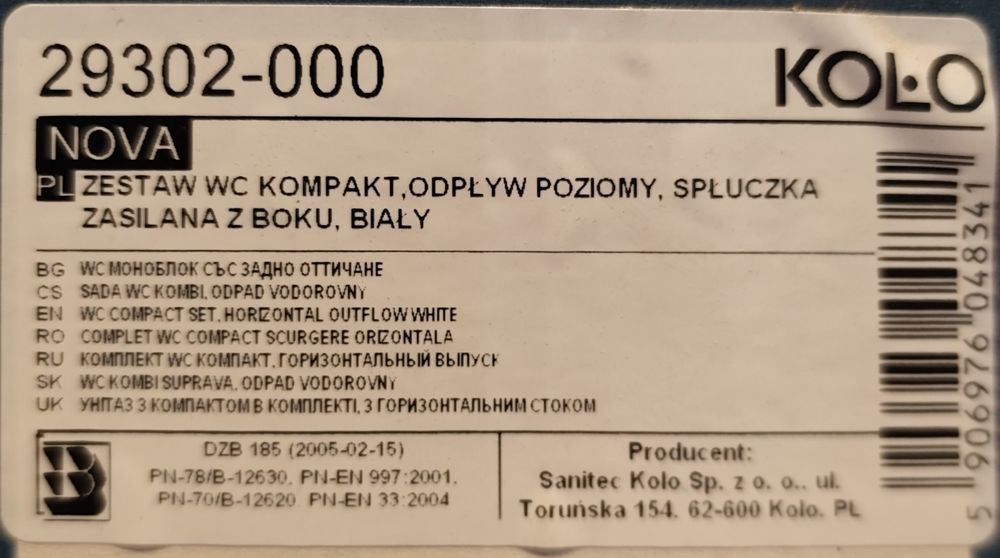 29302-000
KOŁO
NOVA
PL ZESTAW WC KOMPAKT,ODPŁYW POZIOMY, SPŁUCZKA
ZASILANA Z BOKU, BIAŁY
BG WC МОНОБЛОК СЪС ЗАДНО ОТТИЧАНЕ
CS SADA WC KOMBI, ODPAD VODOROVNÝ
EN WC COMPACT SET, HORIZONTAL OUTFLOW WHITE
RO COMPLET WC COMPACT SCURGERE ORIZONTALA
RU КОМПЛЕКТ WC КОМПАКТ, ГОРИЗОНТАЛЬНЫЙ ВЫПУСК
SK WC KOMBI SUPRAVA, ODPAD VODOROVNÝ
UK УНІТАЗ З КОМПАКТОМ В КОМПЛЕКТІ, З ГОРИЗОНТАЛЬНИМ СТОКОМ
5 906976 048341
DZB 185 (2005-02-15)
PN-78/B-12630, PN-EN 997:2001,
PN-70/B-12620 PN-EN 33:2004
Producent:
Sanitec Kolo Sp. z o. o., ul.
Toruńska 154, 62-600 Kolo, PL